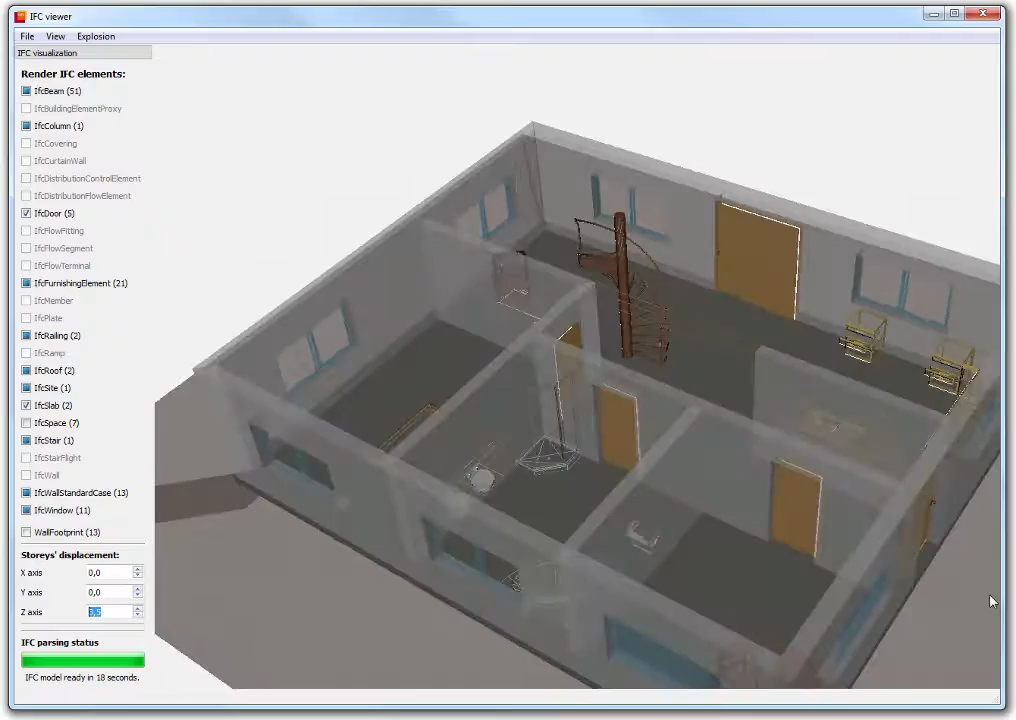 IFC viewer
File View Explosion
IFC visualization
Render IFC elements:
IfcBeam (51)
IfcBuildingElementProxy
IfcColumn (1)
IfcCovering
IfcCurtainWall
IfcDistributionControlElement
IfcDistributionFlowElement
IfcDoor (5)
IfcFlowFitting
IfcFlowSegment
IfcFlowTerminal
IfcFurnishingElement (21)
IfcMember
IfcPlate
IfcRailing (2)
IfcRamp
IfcRoof (2)
IfcSite (1)
IfcSlab (2)
IfcSpace (7)
IfcStair (1)
IfcStairFlight
IfcWall
IfcWallStandardCase (13)
IfcWindow (11)
WallFootprint (13)
Storeys' displacement:
X axis 0,0
Y axis 0,0
Z axis 3,5
IFC parsing status
IFC model ready in 18 seconds.